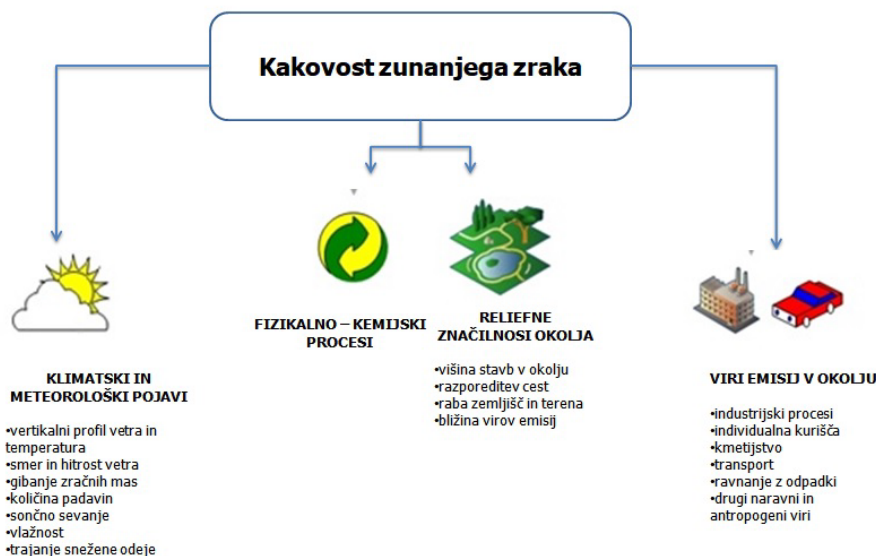 Kakovost zunanjega zraka
KLIMATSKI IN
METEOROLOŠKI POJAVI
•vertikalni profil vetra in
temperatura
•smer in hitrost vetra
•gibanje zračnih mas
•količina padavin
•sončno sevanje
•vlažnost
•trajanje snežene odeje
FIZIKALNO – KEMIJSKI
PROCESI
RELIEFNE
ZNAČILNOSI OKOLJA
•višina stavb v okolju
•razporeditev cest
•raba zemljišč in terena
•bližina virov emisij
VIRI EMISIJ V OKOLJU
•industrijski procesi
•individualna kurišča
•kmetijstvo
•transport
•ravnanje z odpadki
•drugi naravni in
antropogeni viri